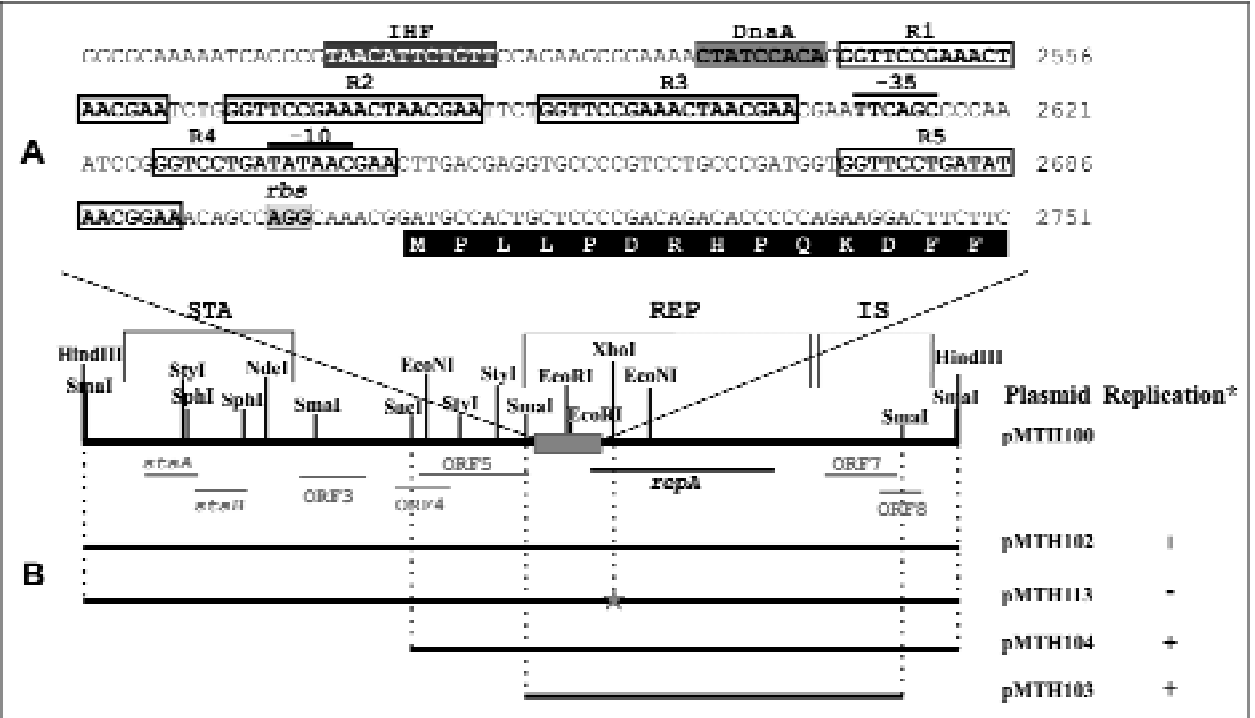 IHF DnaA R1
GGCGCAAAAATCACCCGTAACATTCTGTTCCAGAAGCGCGAAAACTATCCACACGGTTCCGAAACT 2556
R2 R3 -35
AACGAATCTGGGTTCCGAAACTAACGAATTCTGGTTCCGAAACTAACGAACGAATTCAGCCCCAA 2621
A
R4 -10 R5
ATCCGGGTCCTGATATAACGAACTTGACGAGGTGCCCCGTCCTGCCCGATGGTGGTTCCTGATAT 2686
rbs
AACGGAAACAGCCAGGCAAACGGATGCCACTGCTCCCCGACAGACACCCCCAGAAGGACTTCTTC 2751
M P L L P D R H P Q K D F F
STA REP IS
HindIII StyI NdeI EcoNI StyI EcoRI XhoI EcoNI HindIII
SmaI SphI SphI SmaI SacI StyI SmaI EcoRI SmaI SmaI Plasmid Replication*
pMTH100
staA ORF5 repA ORF7
staB ORF3 ORF4 ORF8
pMTH102
B
pMTH113 -
pMTH104 +
pMTH103 +